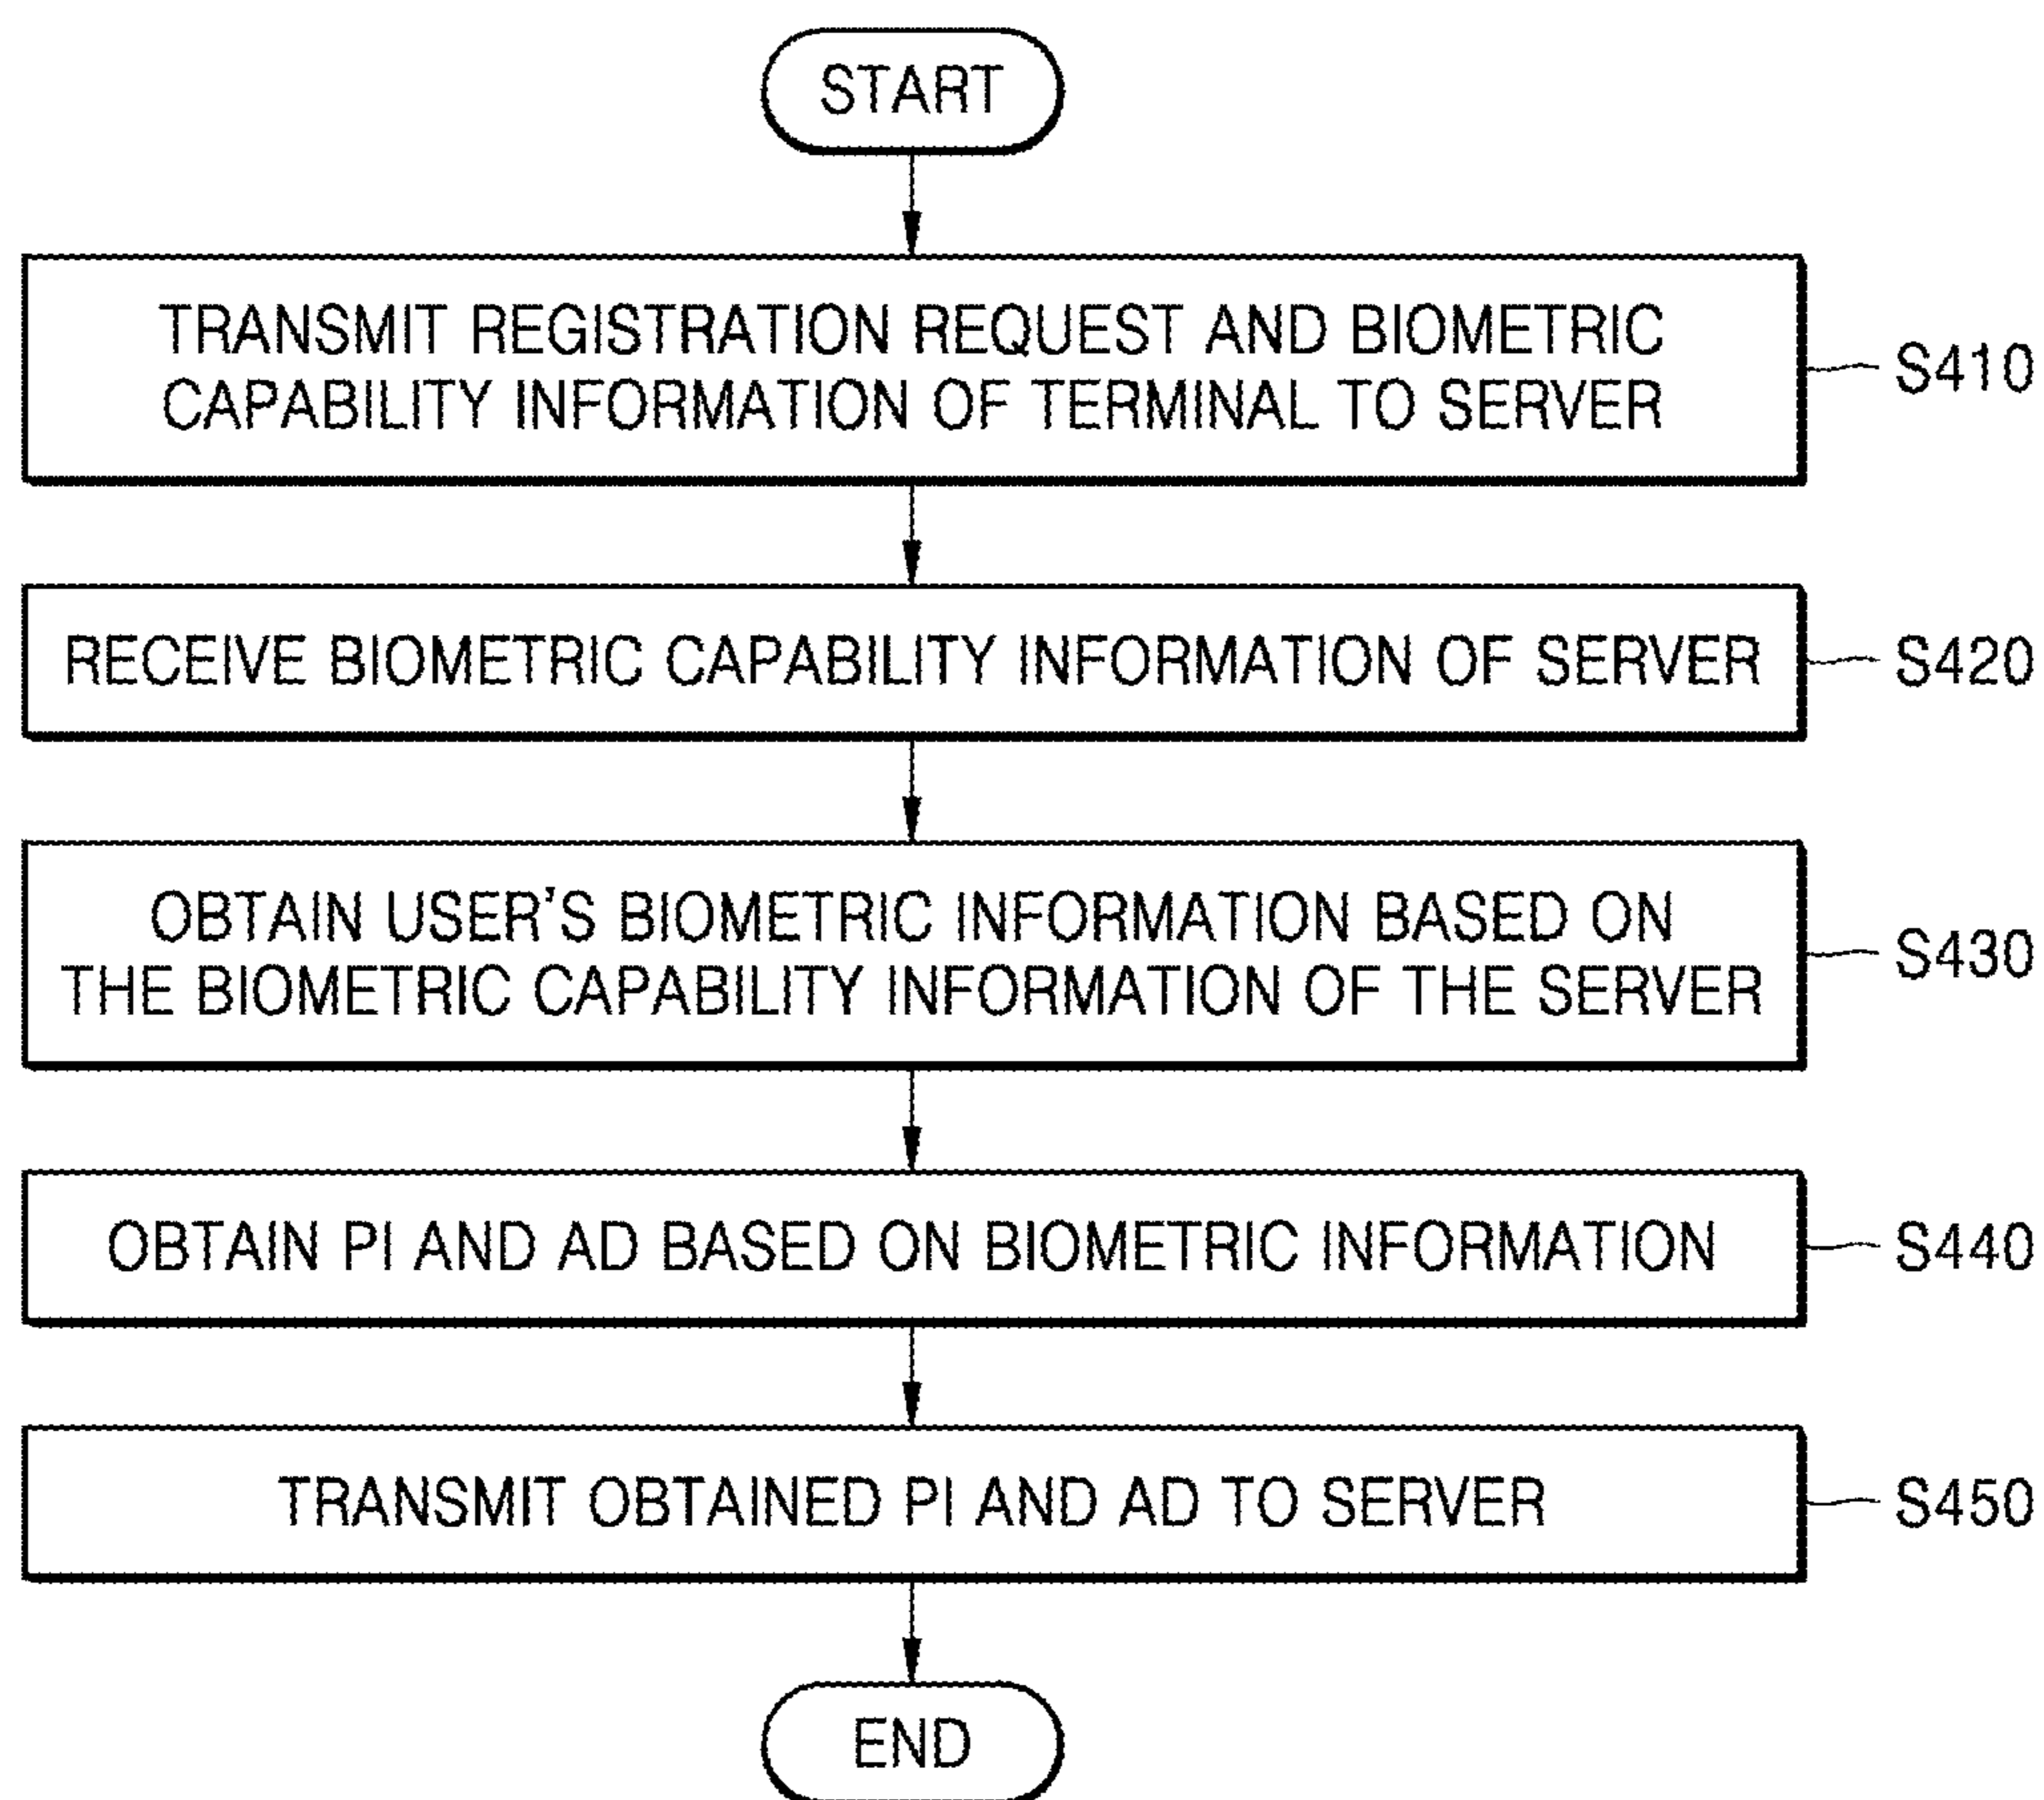 START
TRANSMIT REGISTRATION REQUEST AND BIOMETRIC
CAPABILITY INFORMATION OF TERMINAL TO SERVER
S410
RECEIVE BIOMETRIC CAPABILITY INFORMATION OF SERVER
S420
OBTAIN USER'S BIOMETRIC INFORMATION BASED ON
THE BIOMETRIC CAPABILITY INFORMATION OF THE SERVER
S430
OBTAIN PI AND AD BASED ON BIOMETRIC INFORMATION
S440
TRANSMIT OBTAINED PI AND AD TO SERVER
S450
END